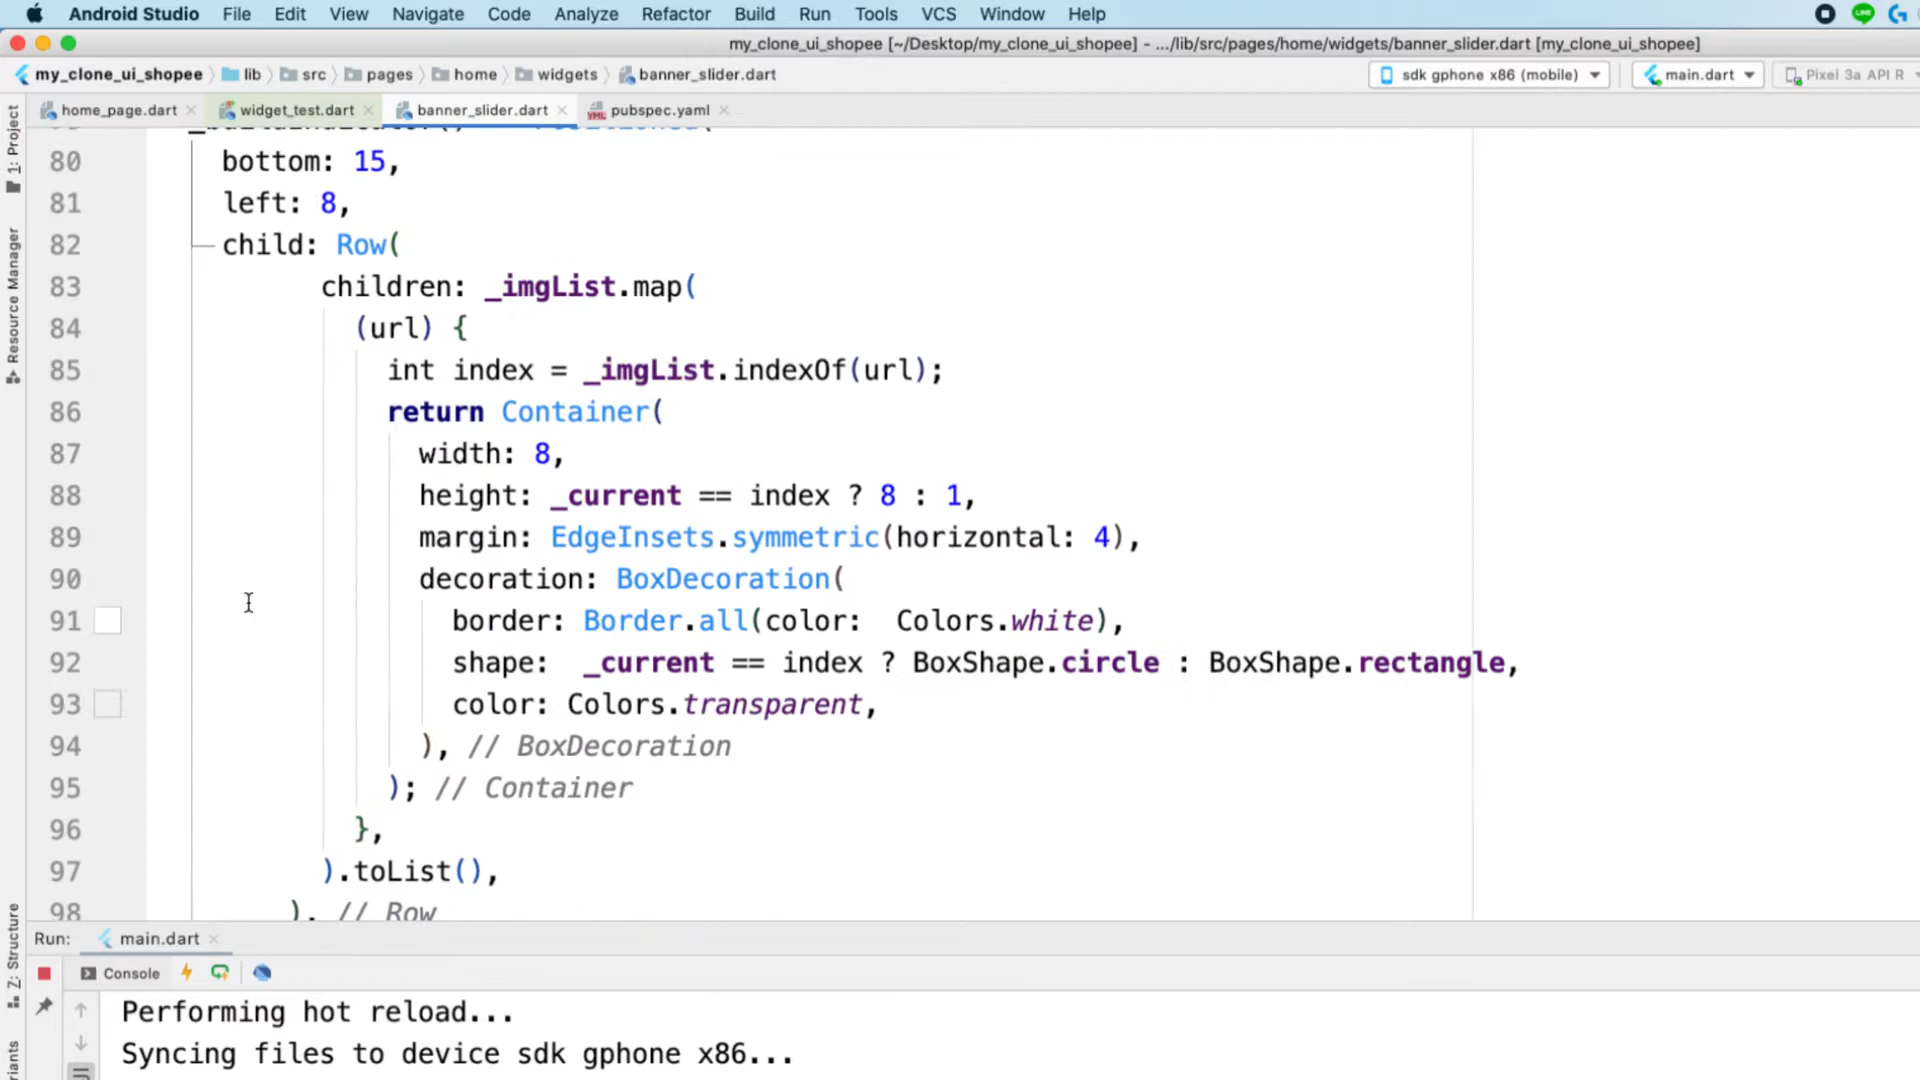 Android Studio File Edit View Navigate Code Analyze Refactor Build Run Tools VCS Window Help
my_clone_ui_shopee [~/Desktop/my_clone_ui_shopee] - .../lib/src/pages/home/widgets/banner_slider.dart [my_clone_ui_shopee]
my_clone_ui_shopee lib src pages home widgets banner_slider.dart sdk gphone x86 (mobile) main.dart Pixel 3a API R
home_page.dart widget_test.dart banner_slider.dart pubspec.yaml
1: Project
Resource Manager
Z: Structure
80 bottom: 15,
81 left: 8,
82 child: Row(
83 children: _imgList.map(
84 (url) {
85 int index = _imgList.indexOf(url);
86 return Container(
87 width: 8,
88 height: _current == index ? 8 : 1,
89 margin: EdgeInsets.symmetric(horizontal: 4),
90 decoration: BoxDecoration(
91 border: Border.all(color:  Colors.white),
92 shape:  _current == index ? BoxShape.circle : BoxShape.rectangle,
93 color: Colors.transparent,
94 ), // BoxDecoration
95 ); // Container
96 },
97 ).toList(),
98 ), // Row
Run: main.dart
Console
Performing hot reload...
Syncing files to device sdk gphone x86...